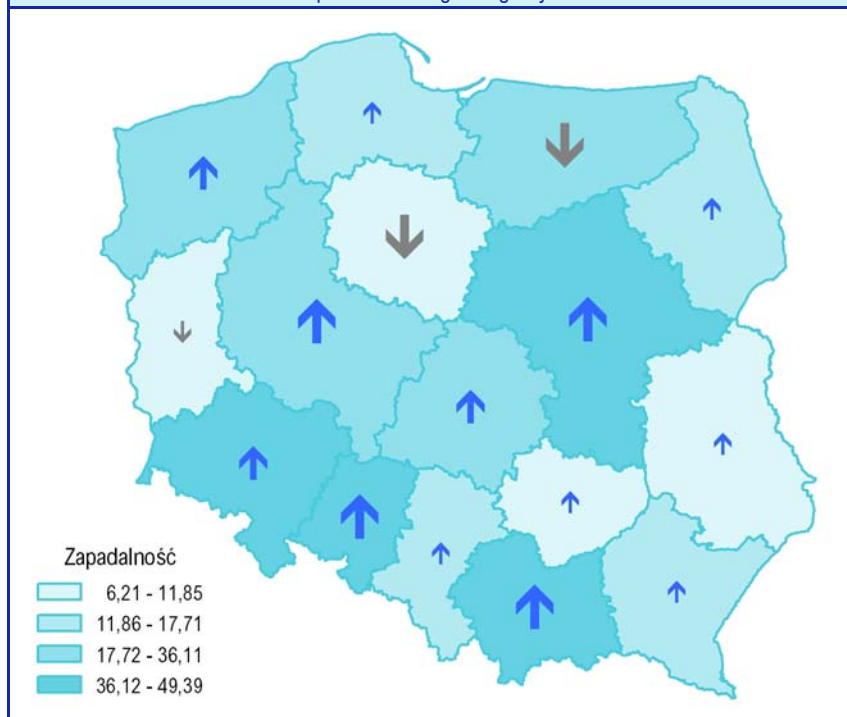 Zapadalność
6,21 - 11,85
11,86 - 17,71
17,72 - 36,11
36,12 - 49,39